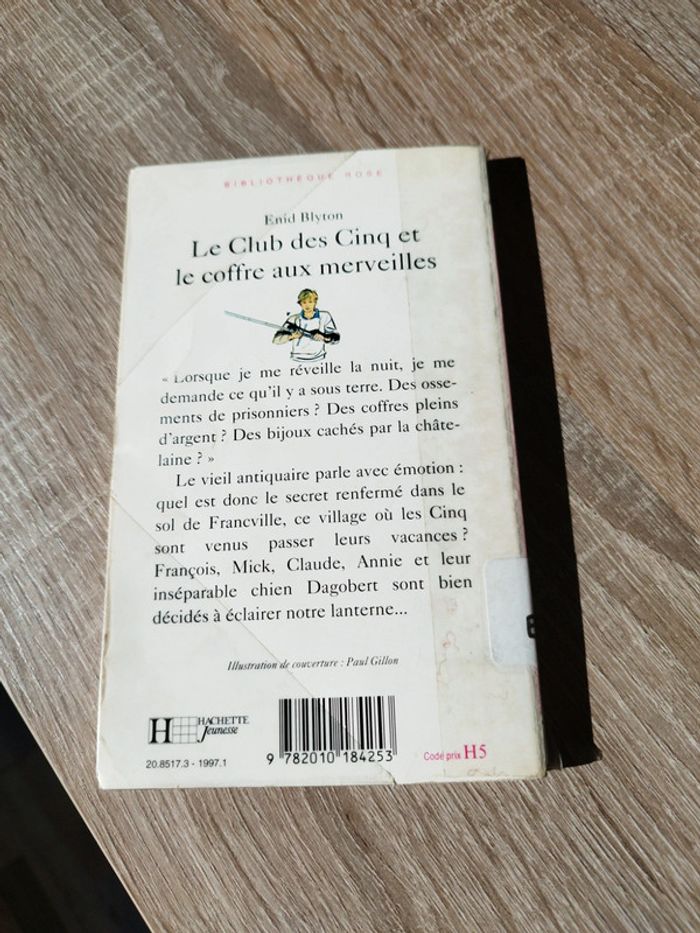 BIBLIOTHÈQUE ROSE
Enid Blyton
Le Club des Cinq et
le coffre aux merveilles
« Lorsque je me réveille la nuit, je me
demande ce qu'il y a sous terre. Des osse-
ments de prisonniers ? Des coffres pleins
d'argent ? Des bijoux cachés par la châte-
laine ? »
Le vieil antiquaire parle avec émotion :
quel est donc le secret renfermé dans le
sol de Francville, ce village où les Cinq
sont venus passer leurs vacances ?
François, Mick, Claude, Annie et leur
inséparable chien Dagobert sont bien
décidés à éclairer notre lanterne...
Illustration de couverture : Paul Gillon
H HACHETTE
Jeunesse
20.8517.3 - 1997.1
9 782010 184253
Code prix H5